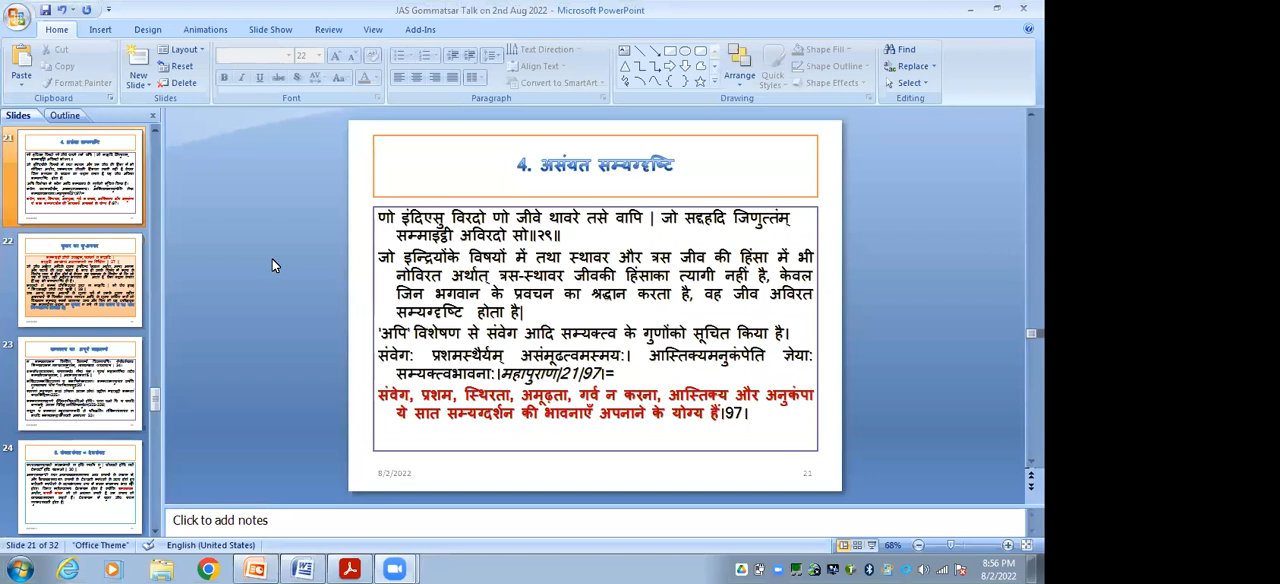 JAS Gommatsar Talk on 2nd Aug 2022 - Microsoft PowerPoint
Home Insert Design Animations Slide Show Review View Add-Ins
Paste
Cut
Copy
Format Painter
Clipboard
New Slide
Layout
Reset
Delete
Slides
22
Font
Paragraph
Text Direction
Align Text
Convert to SmartArt
Arrange
Quick Styles
Shape Fill
Shape Outline
Shape Effects
Drawing
Find
Replace
Select
Editing
Slides Outline
21
22
23
24
4. असंयत सम्यग्दृष्टि
णो इंदिएसु विरदो णो जीवे थावरे तसे वापि | जो सद्दहदि जिणुत्तंम्
सम्माइट्ठी अविरदो सो॥२९॥
जो इन्द्रियोंके विषयों में तथा स्थावर और त्रस जीव की हिंसा में भी
नोविरत अर्थात् त्रस-स्थावर जीवकी हिंसाका त्यागी नहीं है, केवल
जिन भगवान के प्रवचन का श्रद्धान करता है, वह जीव अविरत
सम्यग्दृष्टि होता है|
'अपि' विशेषण से संवेग आदि सम्यक्त्व के गुणोंको सूचित किया है।
संवेग: प्रशमस्थैर्यम् असंमूढत्वमस्मय:। आस्तिक्यमनुकंपेति ज्ञेया:
सम्यक्त्वभावना:।महापुराण/21/97।=
संवेग, प्रशम, स्थिरता, अमूढ़ता, गर्व न करना, आस्तिक्य और अनुकंपा
ये सात सम्यग्दर्शन की भावनाएँ अपनाने के योग्य हैं।97।
8/2/2022 21
Click to add notes
Slide 21 of 32 "Office Theme" English (United States) 68%
8:56 PM
8/2/2022